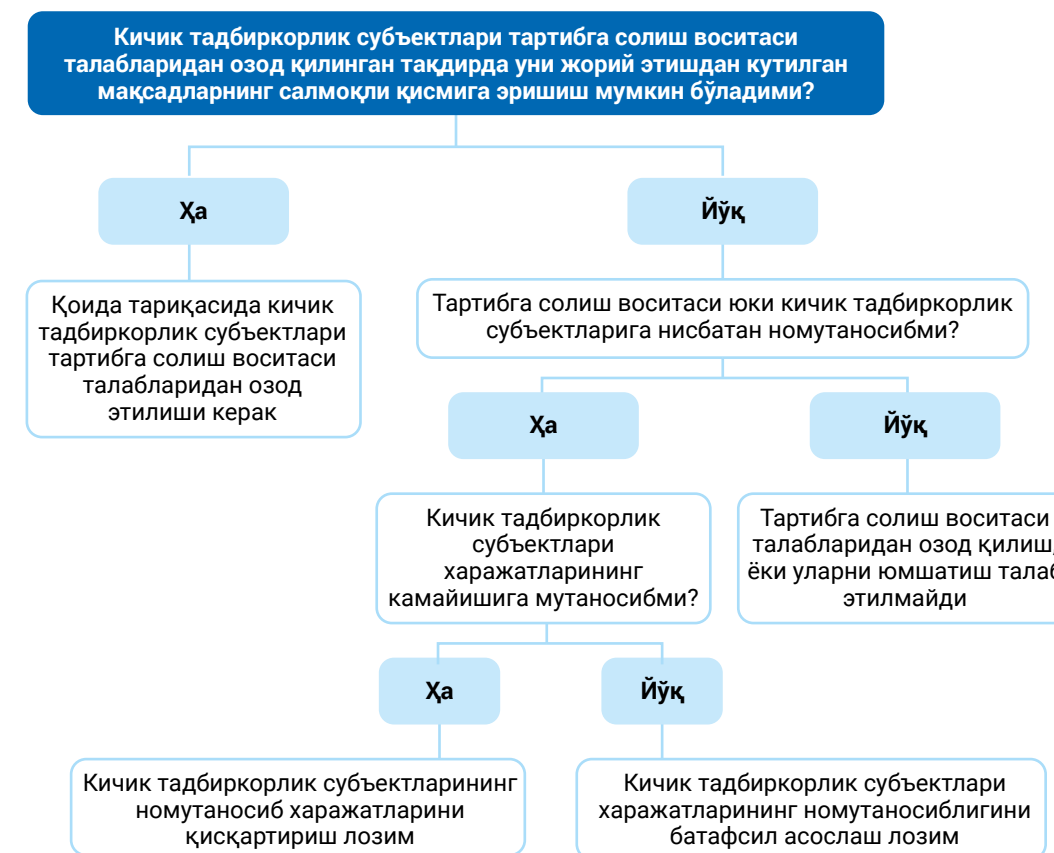 Кичик тадбиркорлик субъектлари тартибга солиш воситаси
талабларидан озод қилинган тақдирда уни жорий этишдан кутилган
мақсадларнинг салмоқли қисмига эришиш мумкин бўладими?
Ҳа
Йўқ
Қоида тариқасида кичик
тадбиркорлик субъектлари
тартибга солиш воситаси
талабларидан озод
этилиши керак
Тартибга солиш воситаси юки кичик тадбиркорлик
субъектларига нисбатан номутаносибми?
Ҳа
Йўқ
Кичик тадбиркорлик
субъектлари
харажатларининг
камайишига мутаносибми?
Тартибга солиш воситаси
талабларидан озод қилиш
ёки уларни юмшатиш талаб
этилмайди
Ҳа
Йўқ
Кичик тадбиркорлик субъектларининг
номутаносиб харажатларини
қисқартириш лозим
Кичик тадбиркорлик субъектлари
харажатларининг номутаносиблигини
батафсил асослаш лозим